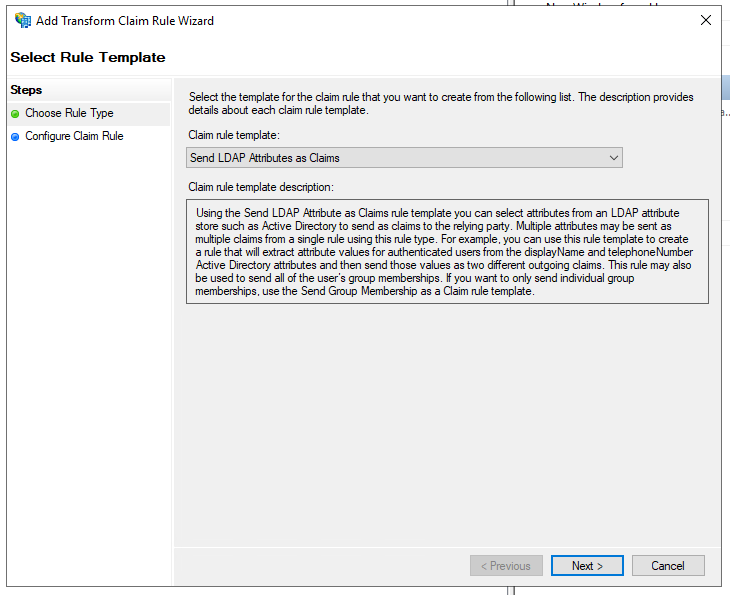 Add Transform Claim Rule Wizard
Select Rule Template
Steps
Choose Rule Type
Configure Claim Rule
Select the template for the claim rule that you want to create from the following list. The description provides
details about each claim rule template.
Claim rule template:
Send LDAP Attributes as Claims
Claim rule template description:
Using the Send LDAP Attribute as Claims rule template you can select attributes from an LDAP attribute
store such as Active Directory to send as claims to the relying party. Multiple attributes may be sent as
multiple claims from a single rule using this rule type. For example, you can use this rule template to create
a rule that will extract attribute values for authenticated users from the displayName and telephoneNumber
Active Directory attributes and then send those values as two different outgoing claims. This rule may also
be used to send all of the user's group memberships. If you want to only send individual group
memberships, use the Send Group Membership as a Claim rule template.
< Previous
Next >
Cancel